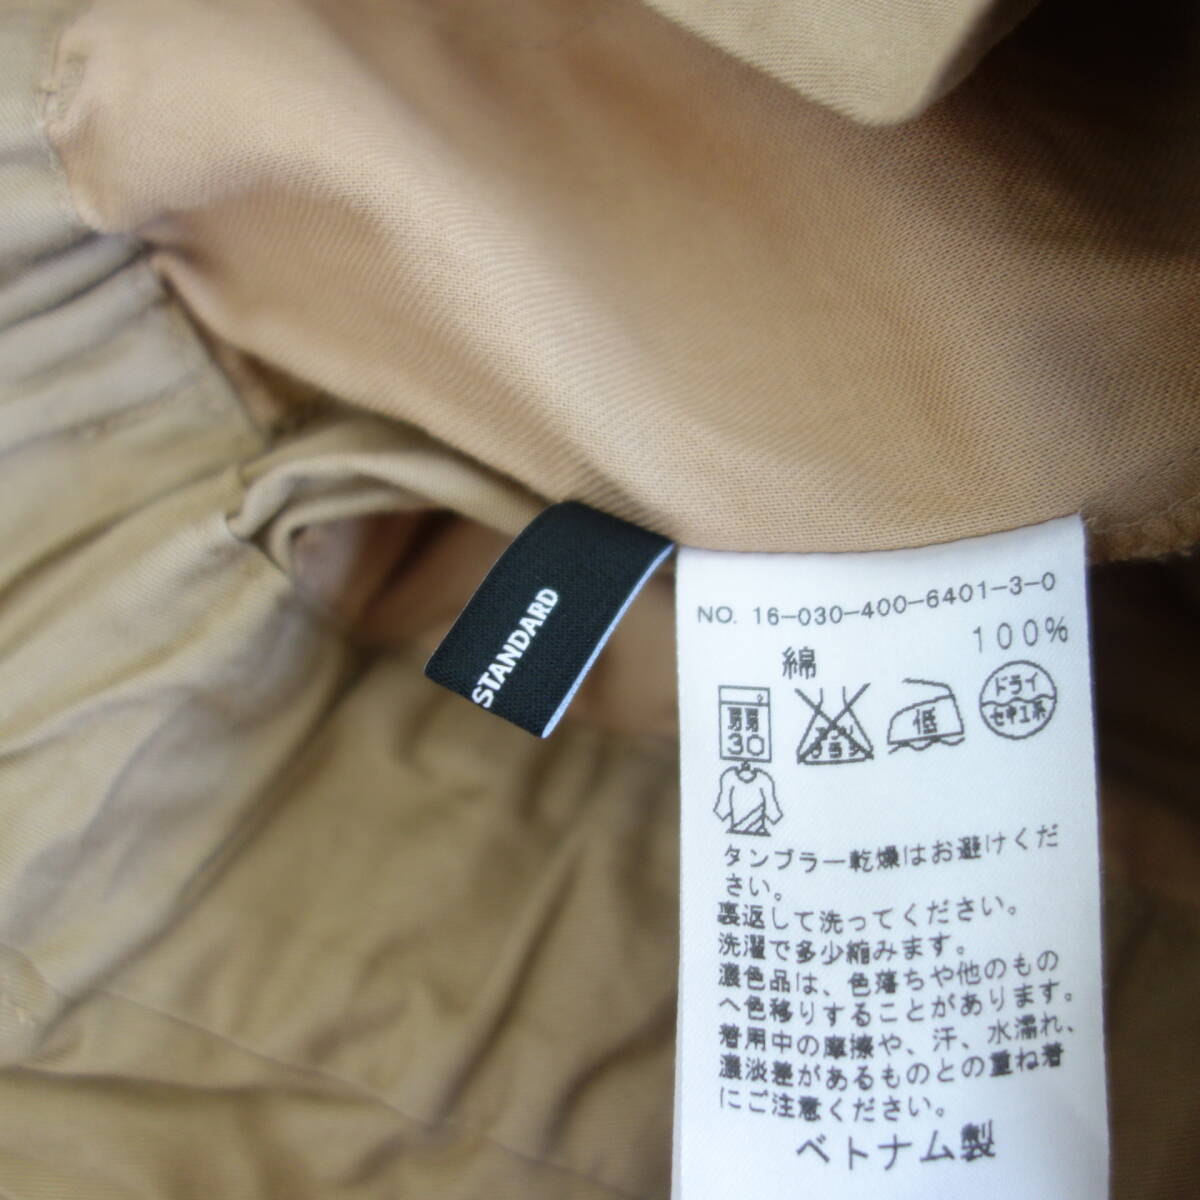 STANDARD
NO. 16-030-400-6401-3-0
綿 100%
30
低
ドライ
セキユ系
タンブラー乾燥はお避けくだ
さい。
裏返して洗ってください。
洗濯で多少縮みます。
濃色品は、色落ちや他のもの
へ色移りすることがあります。
着用中の摩擦や、汗、水濡れ、
濃淡差があるものとの重ね着
にご注意ください。
ベトナム製